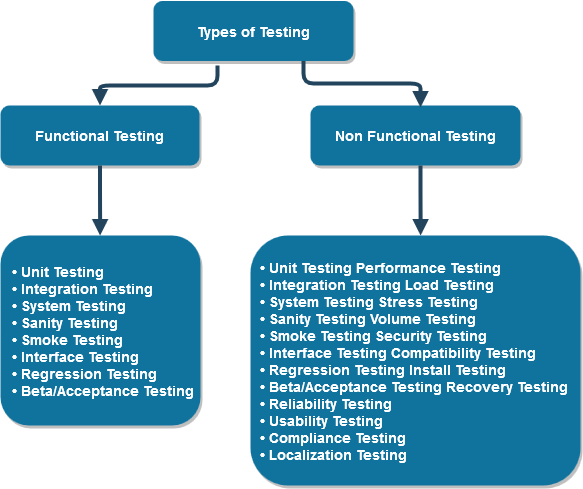 Types of Testing
Functional Testing
Non Functional Testing
• Unit Testing
• Integration Testing
• System Testing
• Sanity Testing
• Smoke Testing
• Interface Testing
• Regression Testing
• Beta/Acceptance Testing
• Unit Testing Performance Testing
• Integration Testing Load Testing
• System Testing Stress Testing
• Sanity Testing Volume Testing
• Smoke Testing Security Testing
• Interface Testing Compatibility Testing
• Regression Testing Install Testing
• Beta/Acceptance Testing Recovery Testing
• Reliability Testing
• Usability Testing
• Compliance Testing
• Localization Testing